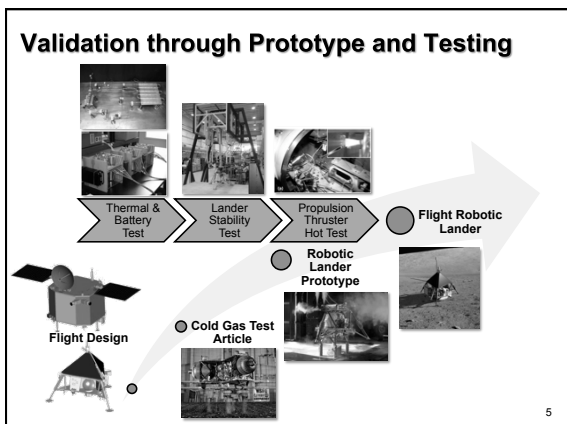 Validation through Prototype and Testing
Thermal &
Battery
Test
Lander
Stability
Test
Propulsion
Thruster
Hot Test
Flight Robotic
Lander
Robotic
Lander
Prototype
Flight Design
Cold Gas Test
Article
5